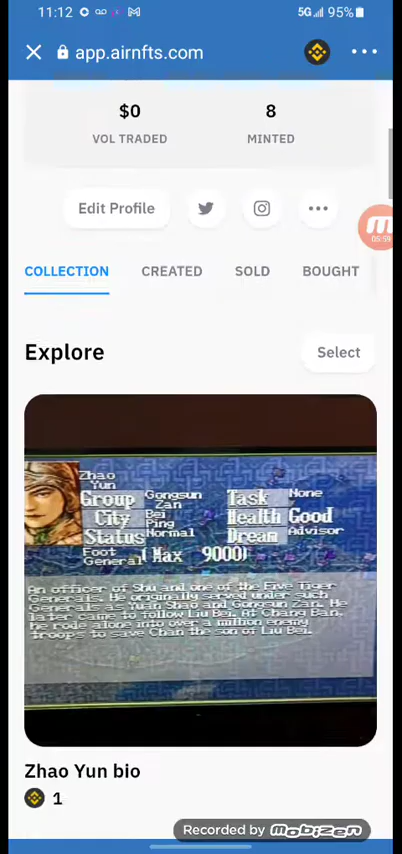 11:12
5G 95%
app.airnfts.com
$0
8
VOL TRADED
MINTED
05:59
Edit Profile
COLLECTION CREATED SOLD BOUGHT
Explore
Select
Zhao
Yun
Group Gongsun
Zan
Task None
City Bei
Ping
Health Good
Status Normal
Dream Advisor
Foot
General
(Max 9000)
An officer of Shu and one of the Five Tiger
Generals. He originally served under such
Generals as Yuan Shao and Gongsun Zan. He
later came to follow Liu Bei. At Chang Ban,
he rode alone into over a million enemy
troops to save Chan the son of Liu Bei.
Zhao Yun bio
1
Recorded by MOBIZEN